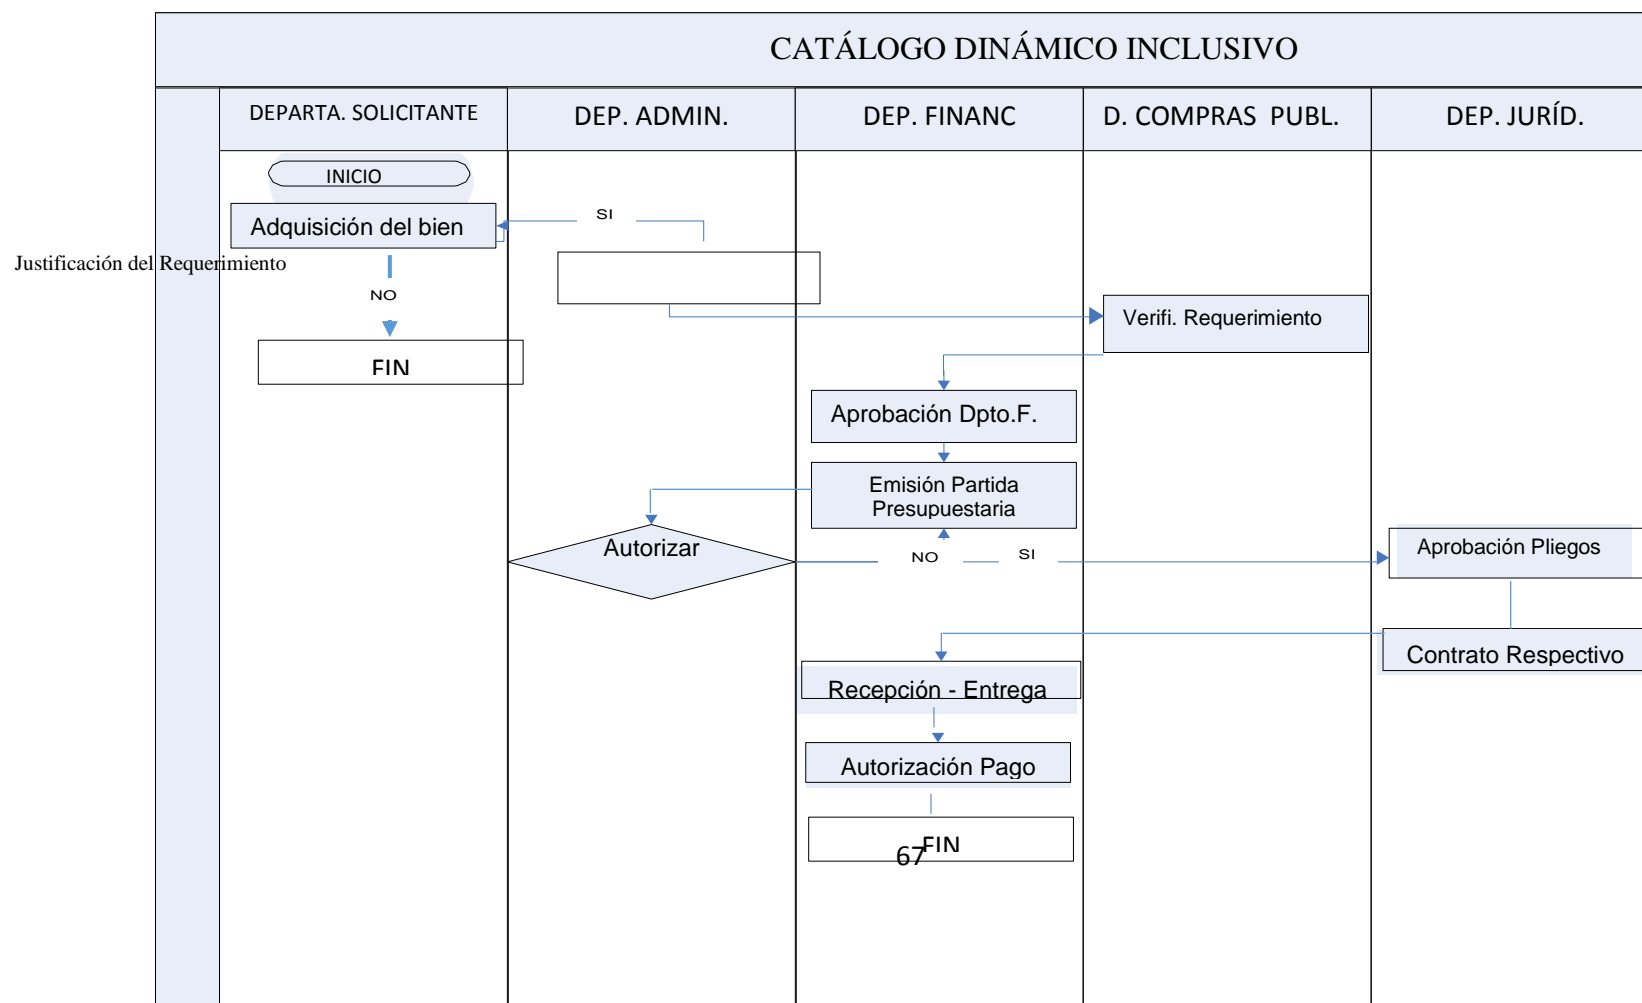 CATÁLOGO DINÁMICO INCLUSIVO
DEPARTA. SOLICITANTE
DEP. ADMIN.
DEP. FINANC
D. COMPRAS PUBL.
DEP. JURÍD.
INICIO
Adquisición del bien
SI
Justificación del Requerimiento
NO
Verifi. Requerimiento
FIN
Aprobación Dpto.F.
Emisión Partida
Presupuestaria
Autorizar
NO
SI
Aprobación Pliegos
Contrato Respectivo
Recepción - Entrega
Autorización Pago
FIN
67